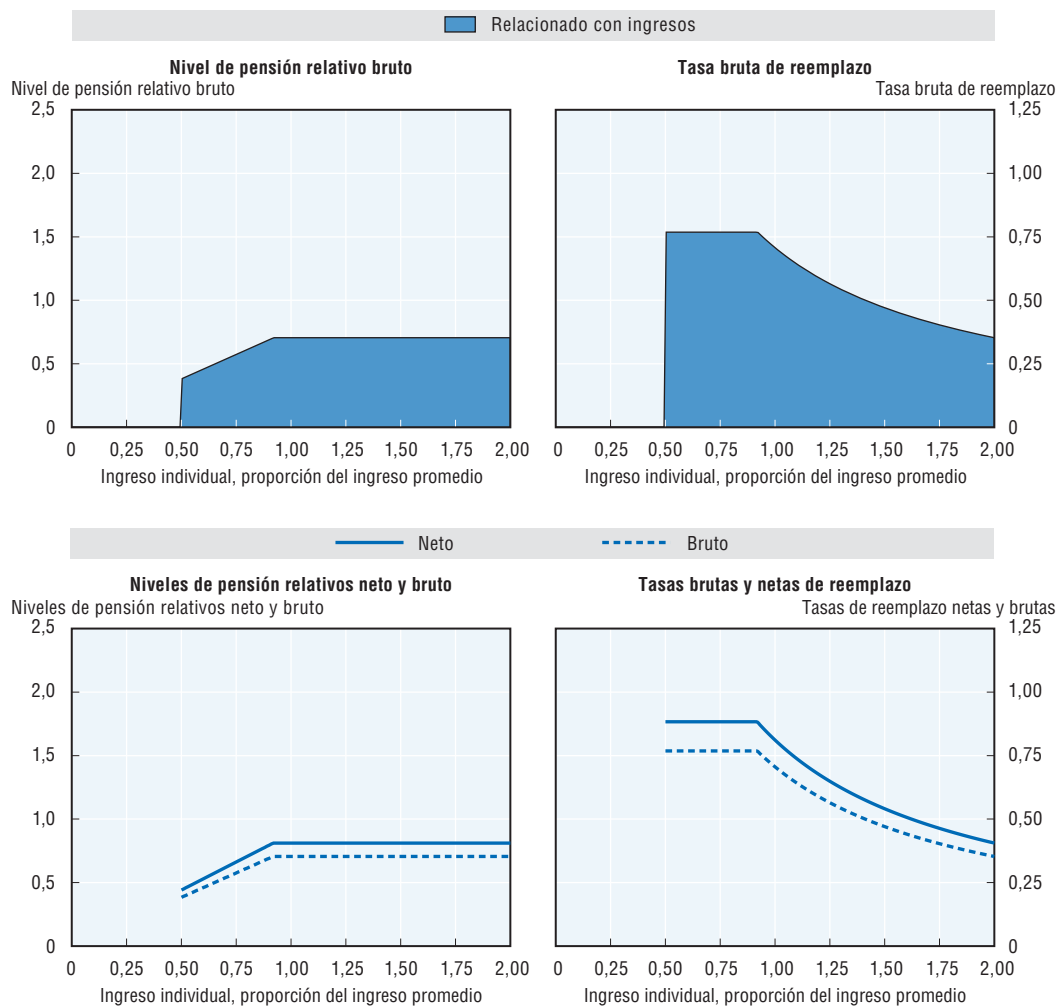 Relacionado con ingresos
Nivel de pensión relativo bruto
Nivel de pensión relativo bruto
2,5
2,0
1,5
1,0
0,5
0
0 0,25 0,50 0,75 1,00 1,25 1,50 1,75 2,00
Ingreso individual, proporción del ingreso promedio
Tasa bruta de reemplazo
Tasa bruta de reemplazo
1,25
1,00
0,75
0,50
0,25
0
0 0,25 0,50 0,75 1,00 1,25 1,50 1,75 2,00
Ingreso individual, proporción del ingreso promedio
Neto Bruto
Niveles de pensión relativos neto y bruto
Niveles de pensión relativos neto y bruto
2,5
2,0
1,5
1,0
0,5
0
0 0,25 0,50 0,75 1,00 1,25 1,50 1,75 2,00
Ingreso individual, proporción del ingreso promedio
Tasas brutas y netas de reemplazo
Tasas de reemplazo netas y brutas
1,25
1,00
0,75
0,50
0,25
0
0 0,25 0,50 0,75 1,00 1,25 1,50 1,75 2,00
Ingreso individual, proporción del ingreso promedio